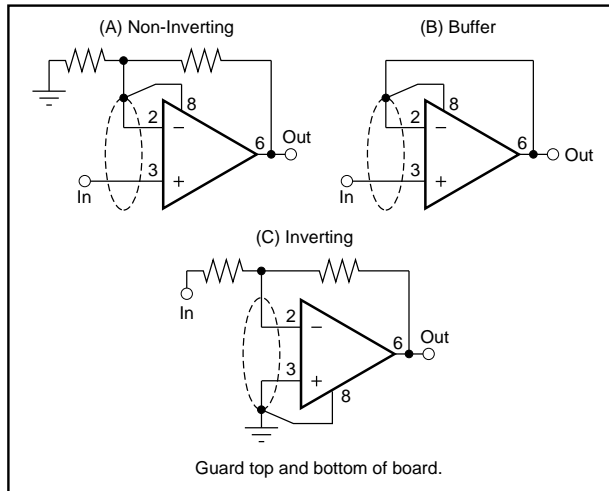 (A) Non-Inverting
8
2
−
6
Out
3
+
In
(B) Buffer
8
2
−
6
Out
3
+
In
(C) Inverting
In
2
−
6
Out
3
+
8
Guard top and bottom of board.